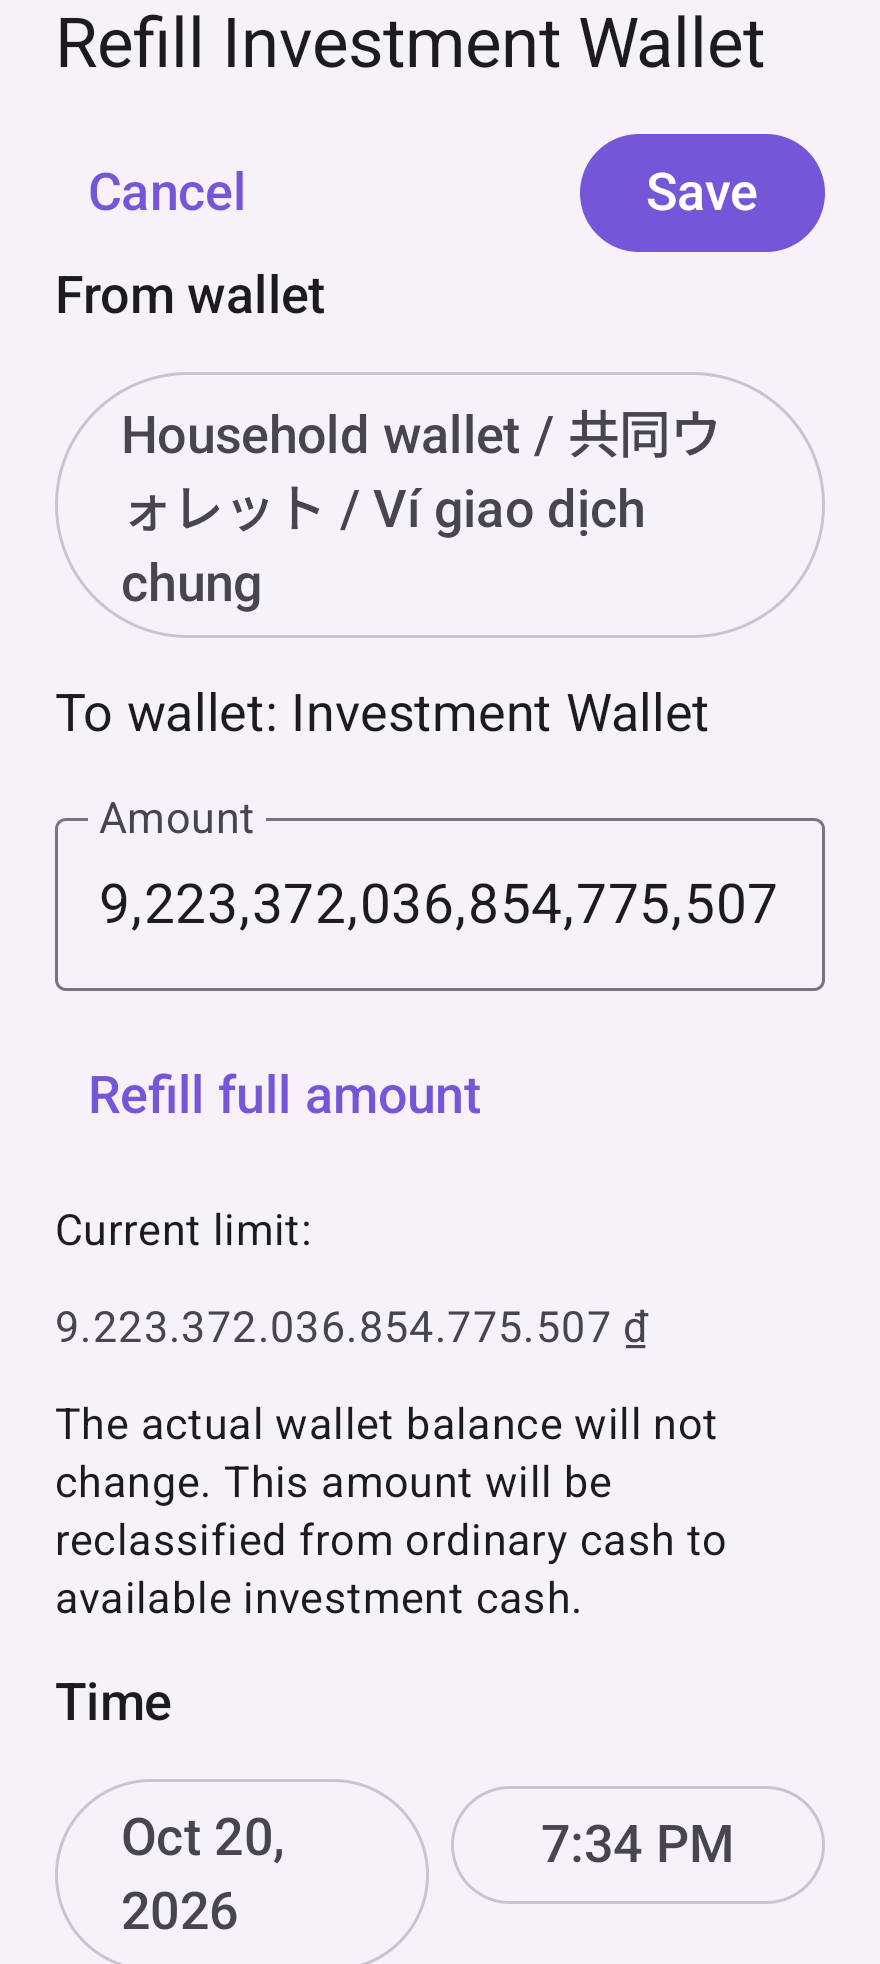 Refill Investment Wallet
Cancel
Save
From wallet
Household wallet / 共同ウ
ォレット / Ví giao dịch
chung
To wallet: Investment Wallet
Amount
9,223,372,036,854,775,507
Refill full amount
Current limit:
9.223.372.036.854.775.507 ₫
The actual wallet balance will not
change. This amount will be
reclassified from ordinary cash to
available investment cash.
Time
Oct 20,
2026
7:34 PM